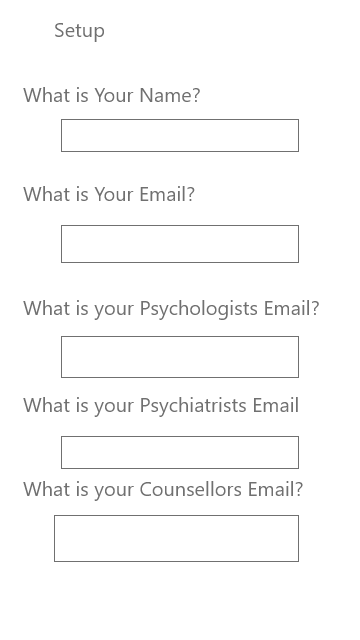 Setup
What is Your Name?
What is Your Email?
What is your Psychologists Email?
What is your Psychiatrists Email
What is your Counsellors Email?